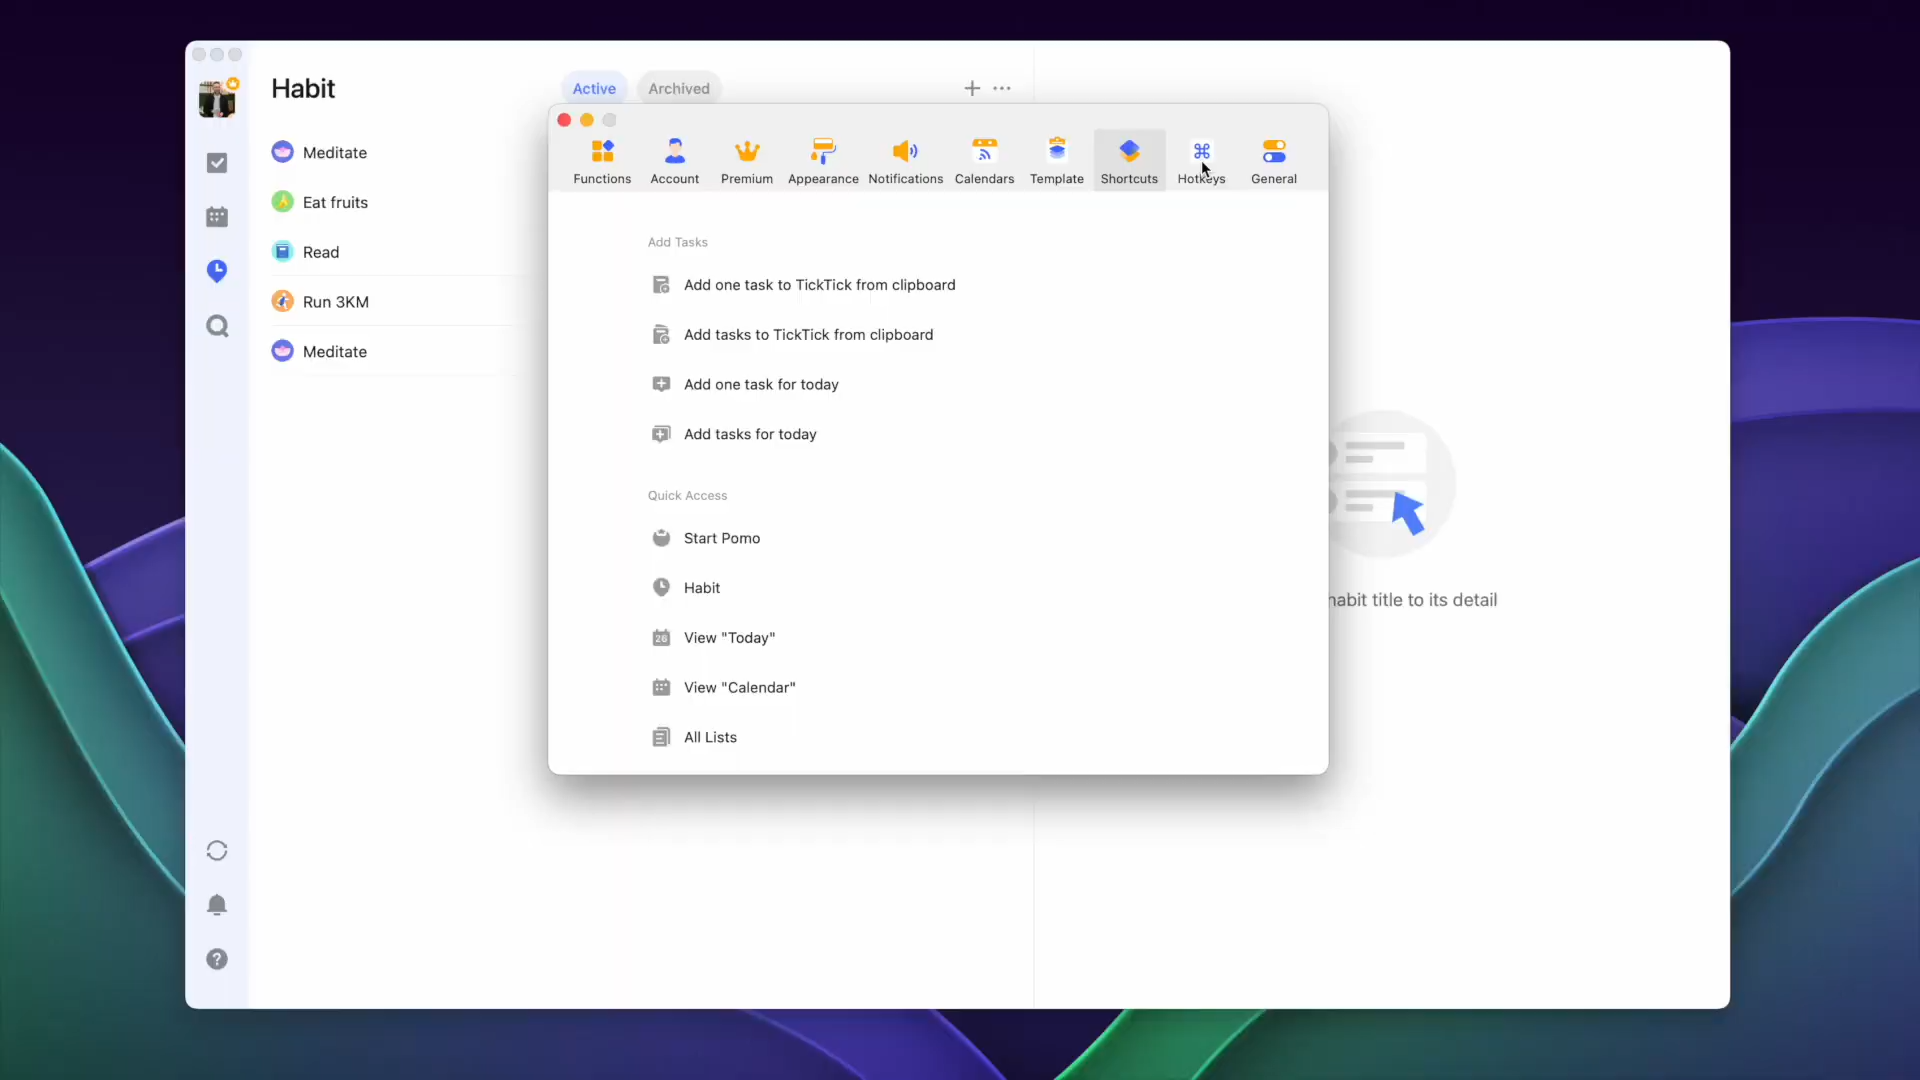 Habit
Active
Archived
Meditate
Eat fruits
Read
Run 3KM
Meditate
Functions
Account
Premium
Appearance
Notifications
Calendars
Template
Shortcuts
Hotkeys
General
Add Tasks
Add one task to TickTick from clipboard
Add tasks to TickTick from clipboard
Add one task for today
Add tasks for today
Quick Access
Start Pomo
Habit
26
View "Today"
View "Calendar"
All Lists
habit title to its detail